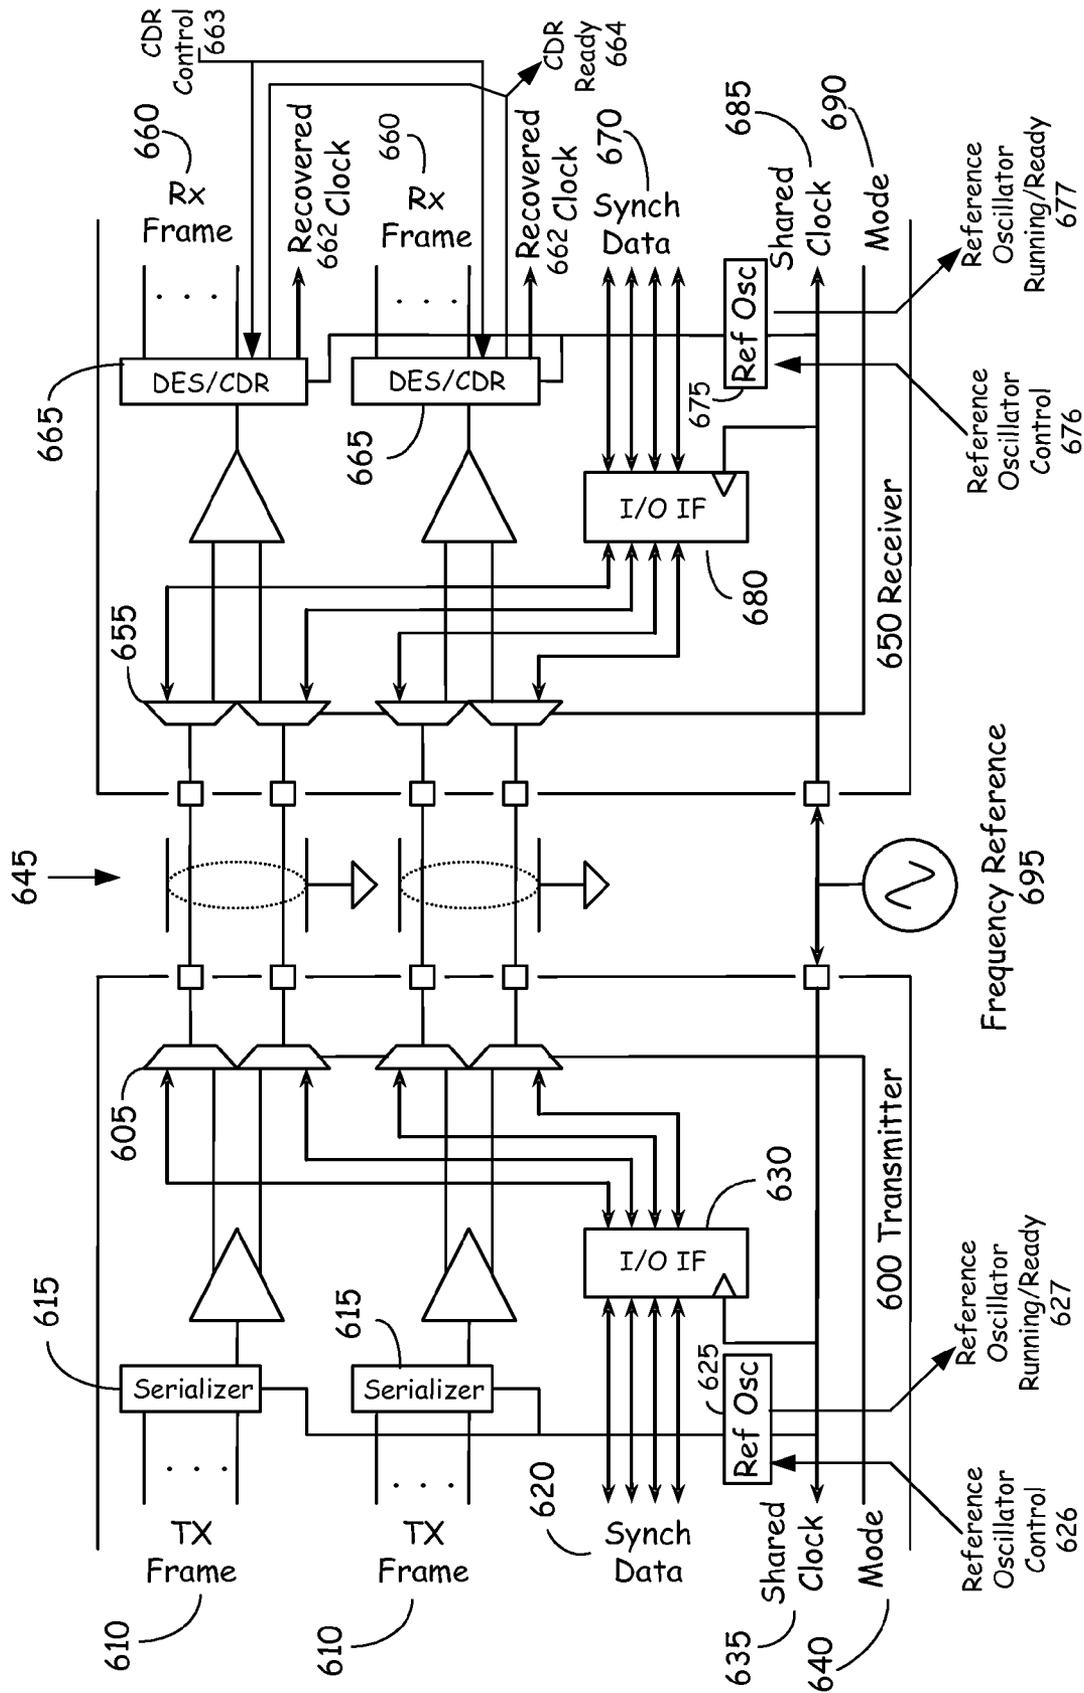 610
TX
Frame
615
Serializer
605
610
TX
Frame
615
Serializer
620
Synch
Data
I/O IF
630
625
Ref Osc
635
Shared
Clock
640
Mode
600 Transmitter
Reference
Oscillator
Control
626
Reference
Oscillator
Running/Ready
627
645
Frequency Reference
695
655
665
DES/CDR
Rx
Frame
660
CDR
Control
663
Recovered
662 Clock
665
DES/CDR
Rx
Frame
660
CDR
Ready
664
Recovered
662 Clock
680
I/O IF
Synch
Data
670
675
Ref Osc
Shared
Clock
685
Mode
690
650 Receiver
Reference
Oscillator
Control
676
Reference
Oscillator
Running/Ready
677